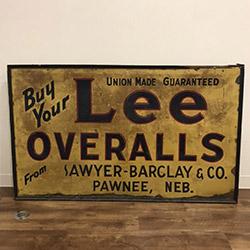 UNION MADE GUARANTEED
Buy Your Lee
OVERALLS
From SAWYER-BARCLAY & CO.
PAWNEE, NEB.